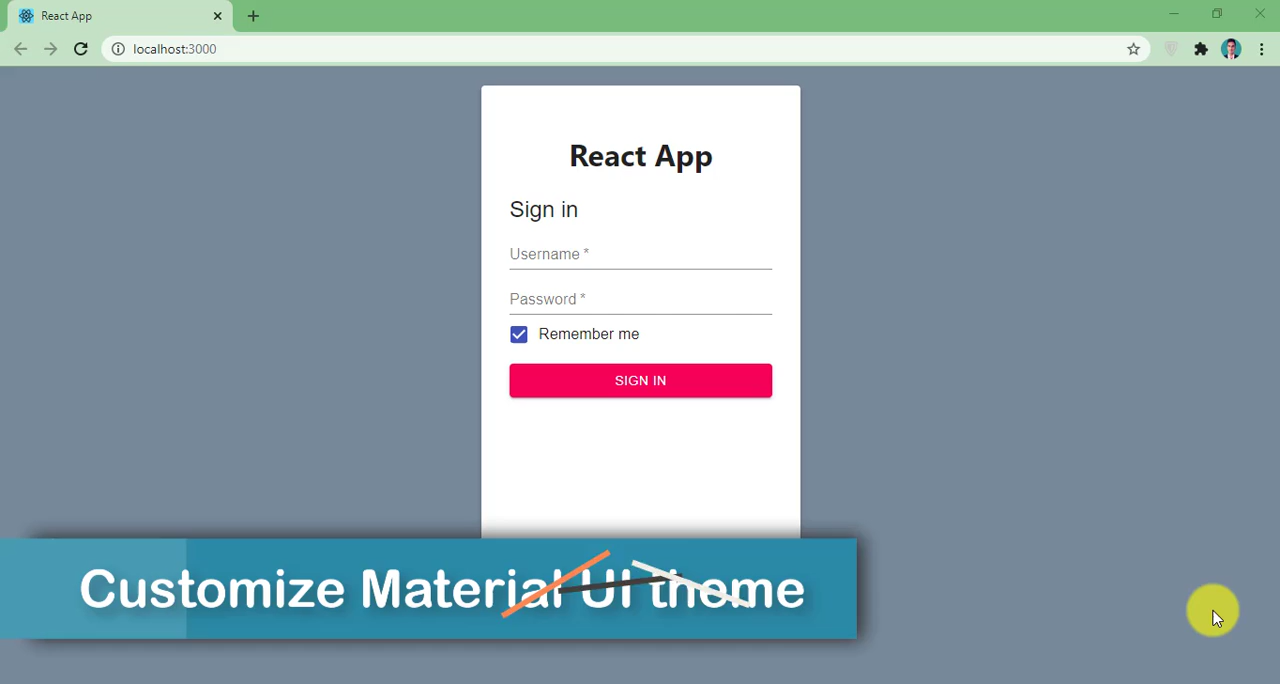 React App
localhost:3000
React App
Sign in
Username *
Password *
Remember me
SIGN IN
Customize Material UI theme